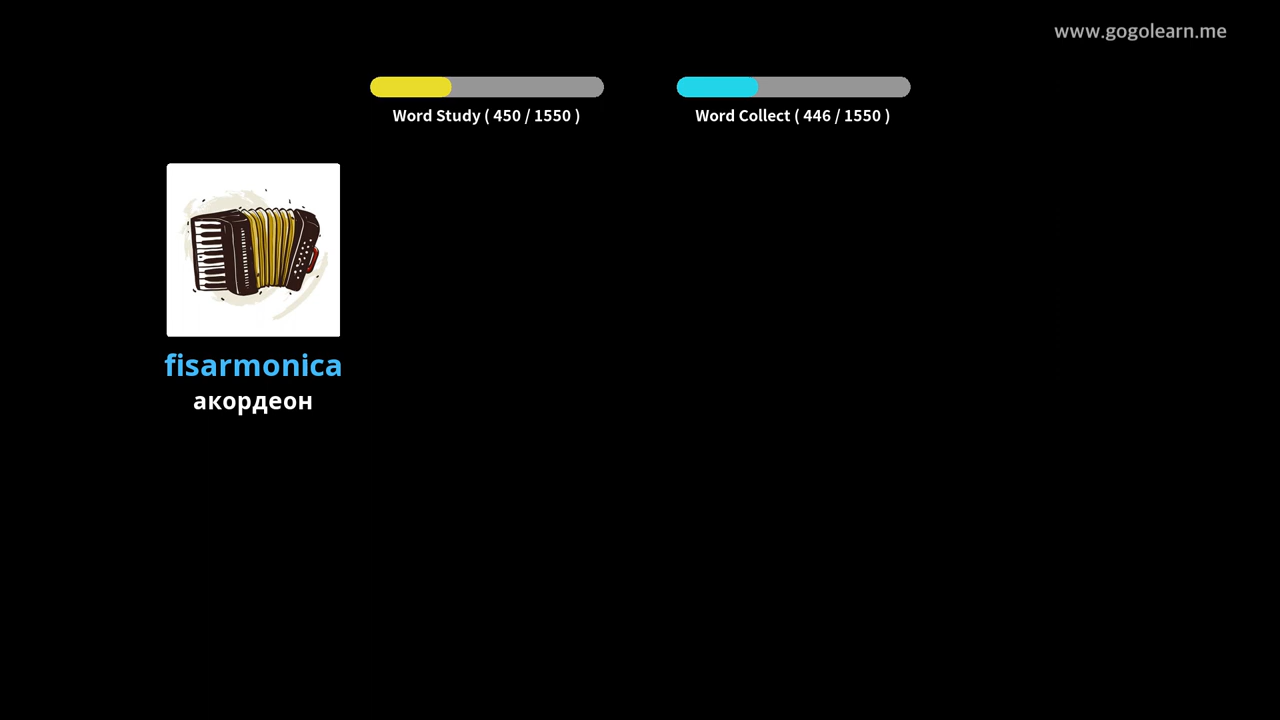 www.gogolearn.me
Word Study ( 450 / 1550 )
Word Collect ( 446 / 1550 )
fisarmonica
акордеон